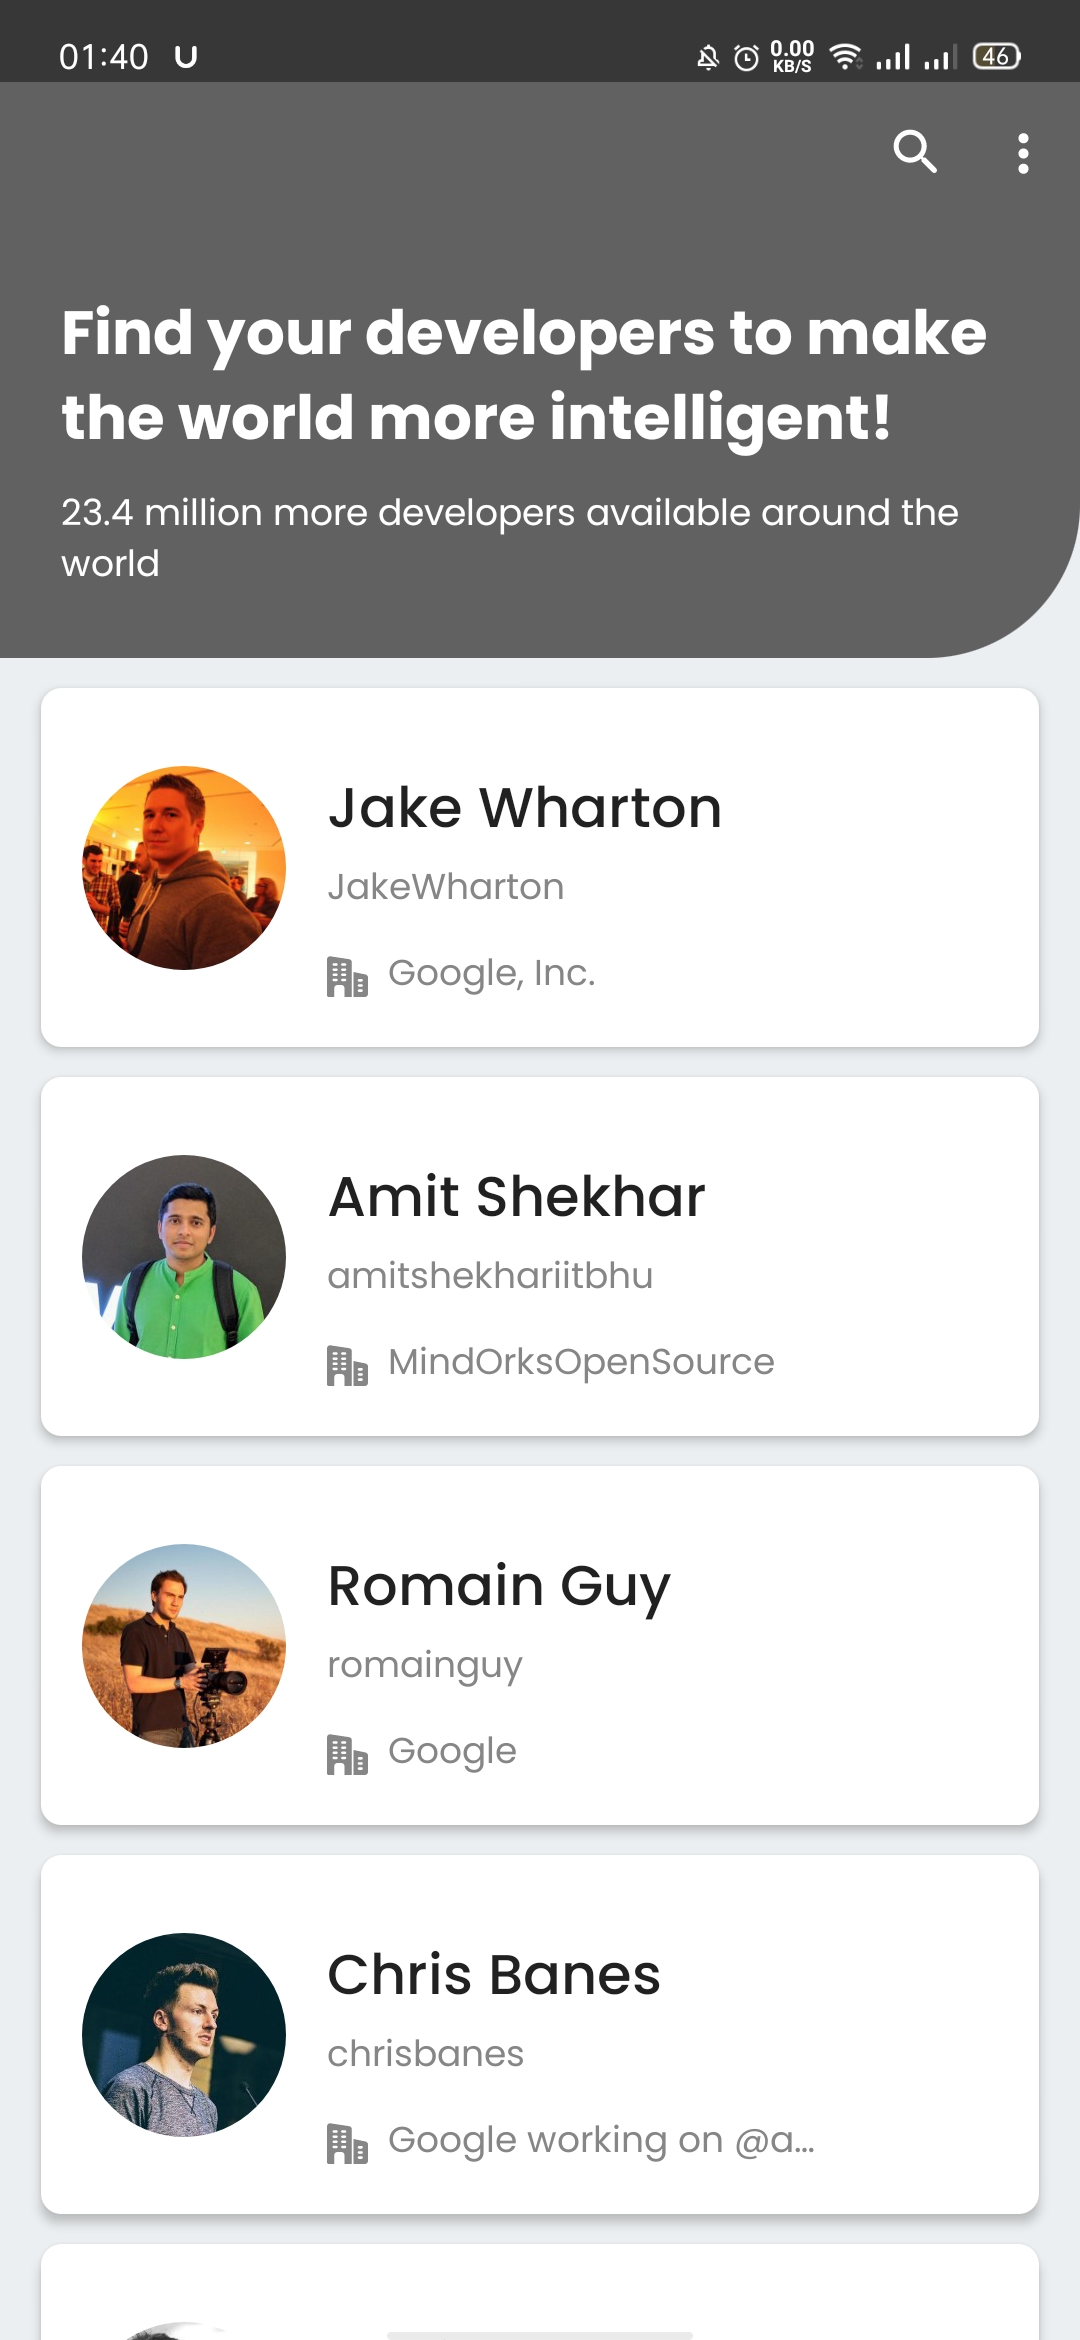 01:40 U 0.00 KB/S 46
Find your developers to make
the world more intelligent!
23.4 million more developers available around the
world
Jake Wharton
JakeWharton
Google, Inc.
Amit Shekhar
amitshekhariitbhu
MindOrksOpenSource
Romain Guy
romainguy
Google
Chris Banes
chrisbanes
Google working on @a...